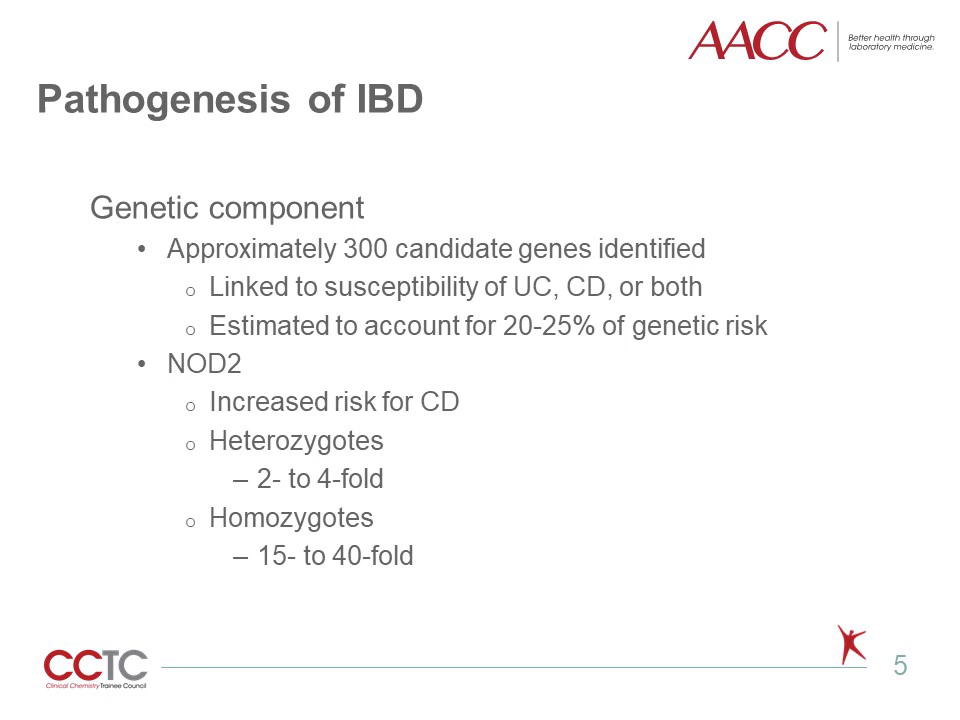 AACC
Better health through
laboratory medicine.
Pathogenesis of IBD
Genetic component
• Approximately 300 candidate genes identified
o Linked to susceptibility of UC, CD, or both
o Estimated to account for 20-25% of genetic risk
• NOD2
o Increased risk for CD
o Heterozygotes
– 2- to 4-fold
o Homozygotes
– 15- to 40-fold
CCTC
Clinical Chemistry Trainee Council
5